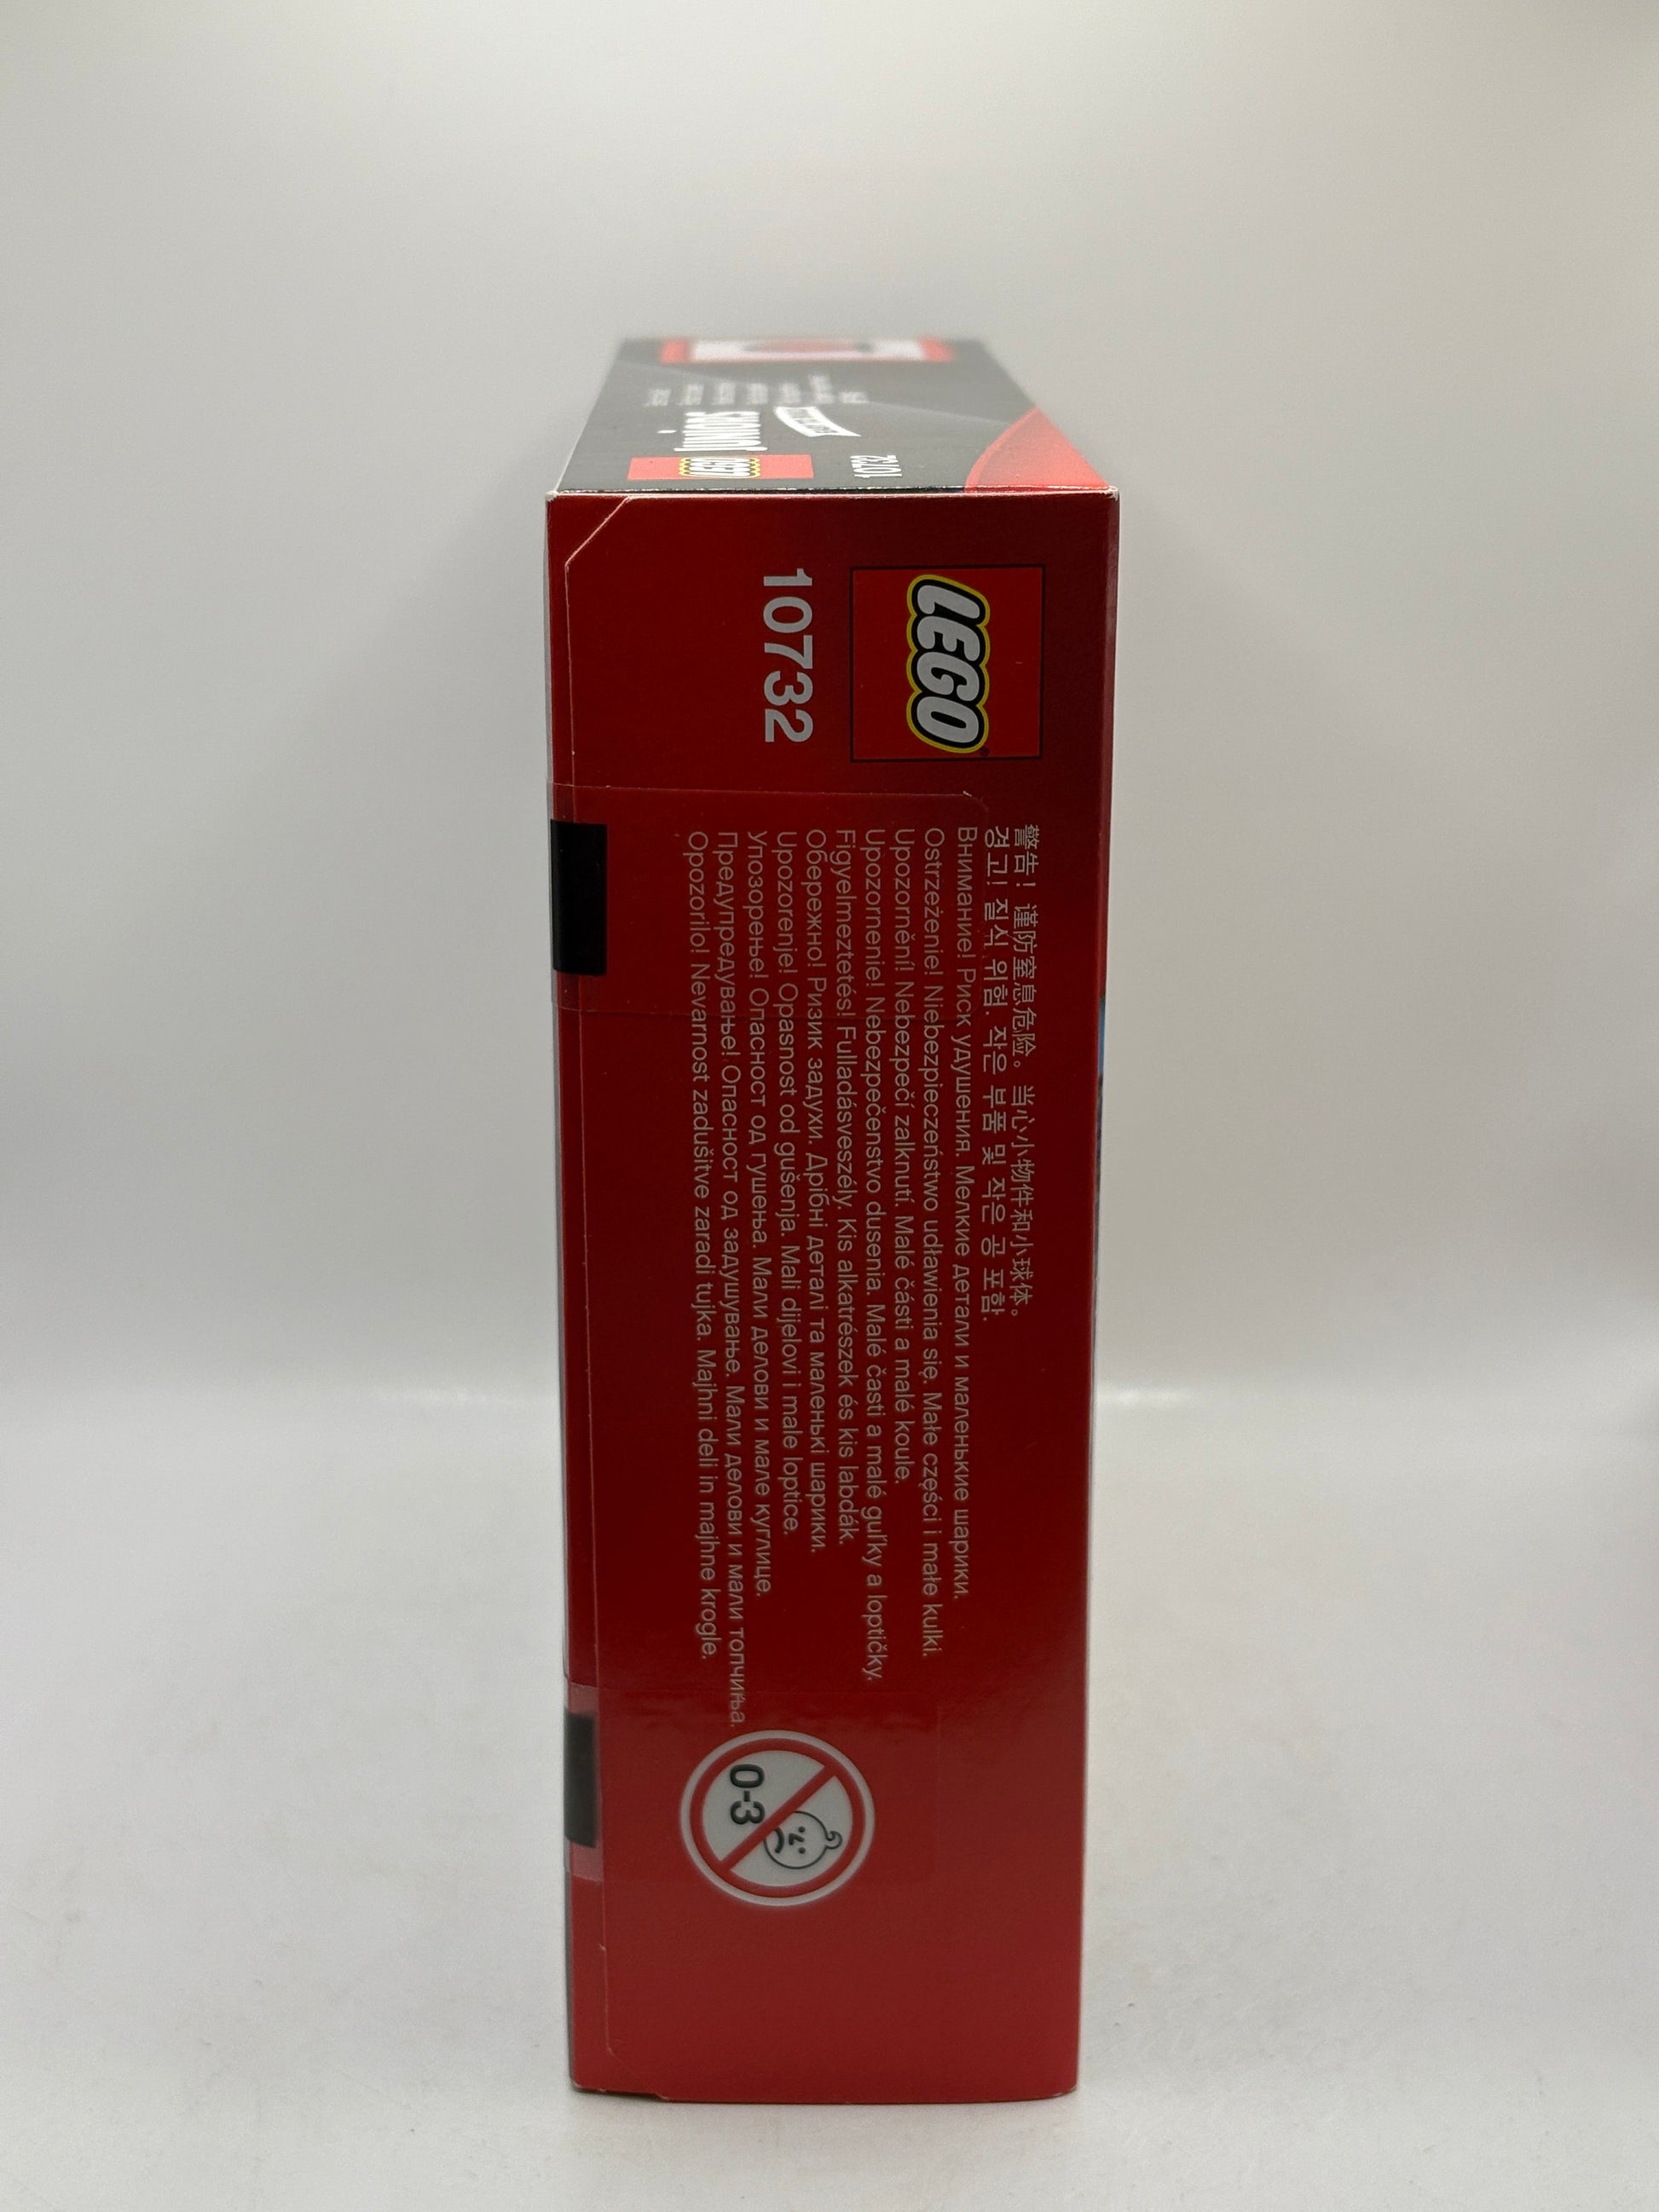 LEGO
juniors
10732
LEGO
10732
警告！谨防窒息危险。当心小物件和小球体。
경고! 질식 위험. 작은 부품 및 작은 공 포함.
Внимание! Риск удушения. Мелкие детали и маленькие шарики.
Ostrzeżenie! Niebezpieczeństwo udławienia się. Małe części i małe kulki.
Upozornění! Nebezpečí zalknutí. Malé části a malé koule.
Upozornenie! Nebezpečenstvo dusenia. Malé časti a malé guľky a loptičky.
Figyelmeztetés! Fulladásveszély. Kis alkatrészek és kis labdák.
Обережно! Ризик задухи. Дрібні деталі та маленькі шарики.
Upozorenje! Opasnost od gušenja. Mali dijelovi i male loptice.
Упозорење! Опасност од гушења. Мали делови и мале куглице.
Предупредување! Опасност од задушување. Мали делови и мали топчиња.
Opozorilo! Nevarnost zadušitve zaradi tujka. Majhni deli in majhne krogle.
0-3